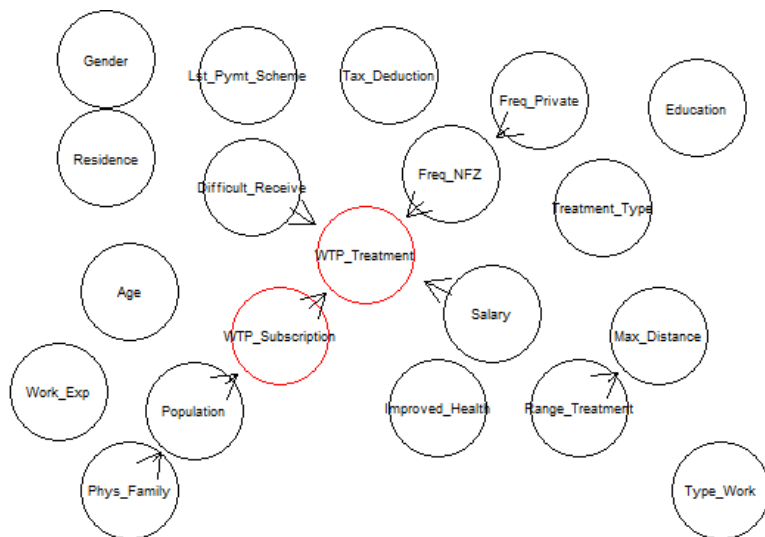 Gender
Lst_Pymt_Scheme
Tax_Deduction
Freq_Private
Education
Residence
Difficult_Receive
Freq_NFZ
Treatment_Type
WTP_Treatment
Age
Salary
WTP_Subscription
Max_Distance
Work_Exp
Population
Improved_Health
Range_Treatment
Phys_Family
Type_Work